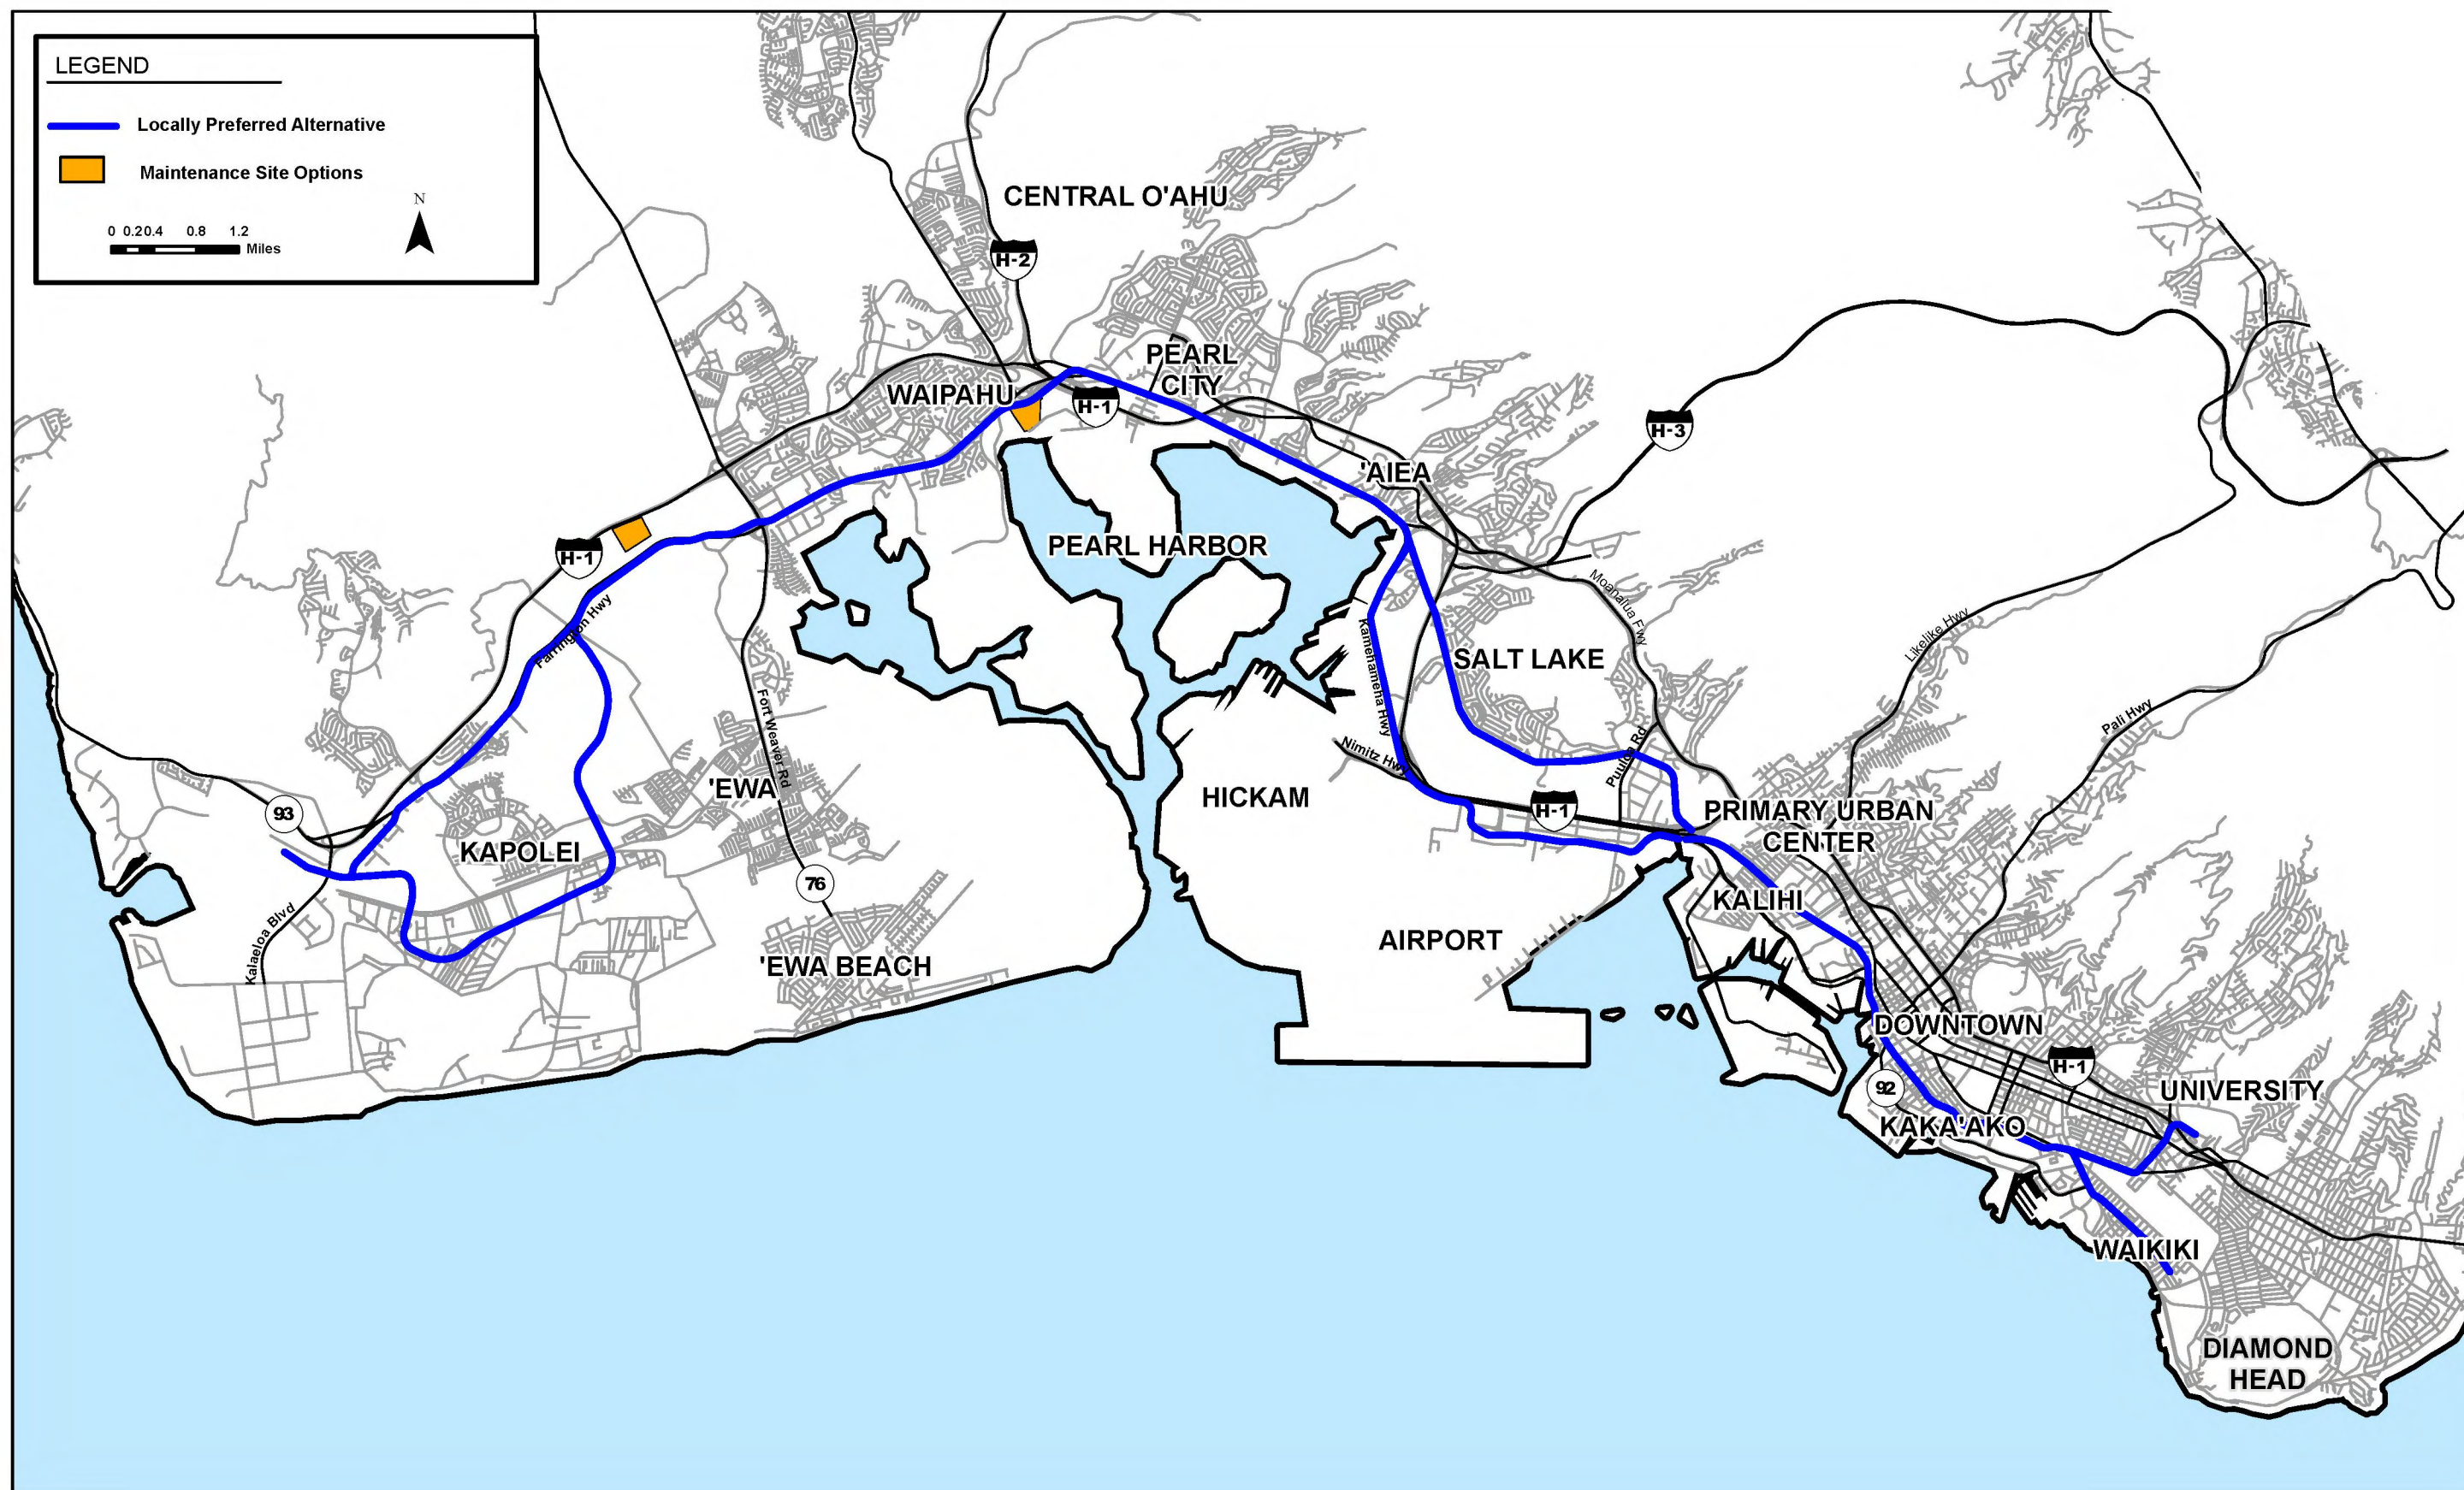 LEGEND
Locally Preferred Alternative
Maintenance Site Options
N
0 0.20.4 0.8 1.2
Miles
CENTRAL O'AHU
H-2
PEARL
CITY
WAIPAHU
H-1
H-3
'AIEA
PEARL HARBOR
H-1
Moanalua Fwy
Farrington Hwy
Likelike Hwy
Kamehameha Hwy
SALT LAKE
Fort Weaver Rd
Pali Hwy
Nimitz Hwy
Puuloa Rd
'EWA
HICKAM
H-1
93
PRIMARY URBAN
CENTER
KAPOLEI
76
KALIHI
Kalaeloa Blvd
AIRPORT
'EWA BEACH
DOWNTOWN
H-1
92
UNIVERSITY
KAKA'AKO
WAIKIKI
DIAMOND
HEAD